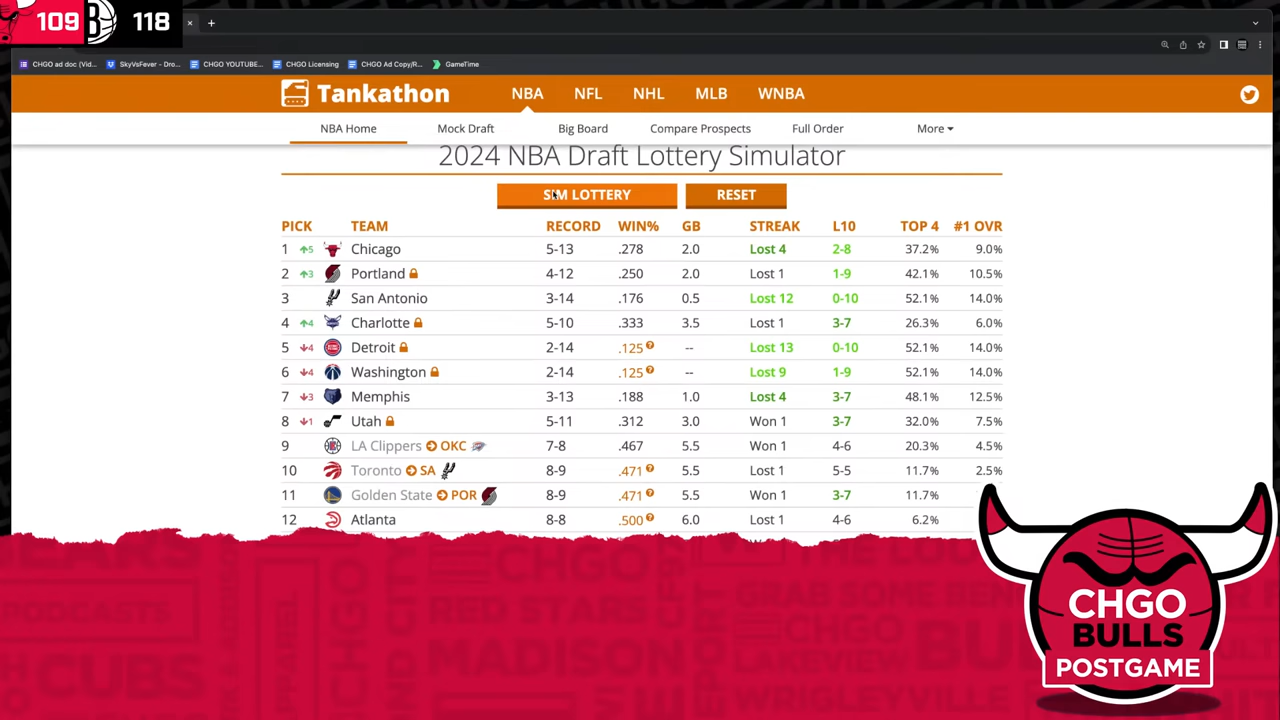 109 118
CHGO ad doc (Vid... SkyVsFever - Dro... CHGO YOUTUBE... CHGO Licensing CHGO Ad Copy/R... GameTime
Tankathon NBA NFL NHL MLB WNBA
NBA Home Mock Draft Big Board Compare Prospects Full Order More
2024 NBA Draft Lottery Simulator
SIM LOTTERY RESET
PICK TEAM RECORD WIN% GB STREAK L10 TOP 4 #1 OVR
1 5 Chicago 5-13 .278 2.0 Lost 4 2-8 37.2% 9.0%
2 3 Portland 4-12 .250 2.0 Lost 1 1-9 42.1% 10.5%
3 San Antonio 3-14 .176 0.5 Lost 12 0-10 52.1% 14.0%
4 4 Charlotte 5-10 .333 3.5 Lost 1 3-7 26.3% 6.0%
5 4 Detroit 2-14 .125 -- Lost 13 0-10 52.1% 14.0%
6 4 Washington 2-14 .125 -- Lost 9 1-9 52.1% 14.0%
7 3 Memphis 3-13 .188 1.0 Lost 4 3-7 48.1% 12.5%
8 1 Utah 5-11 .312 3.0 Won 1 3-7 32.0% 7.5%
9 LA Clippers OKC 7-8 .467 5.5 Won 1 4-6 20.3% 4.5%
10 Toronto SA 8-9 .471 5.5 Lost 1 5-5 11.7% 2.5%
11 Golden State POR 8-9 .471 5.5 Won 1 3-7 11.7%
12 Atlanta 8-8 .500 6.0 Lost 1 4-6 6.2%
CHGO
BULLS
POSTGAME
CHGO
RED STARS
MADISON
CUBS
WRIGLEYVILLE
LAKEVIEW